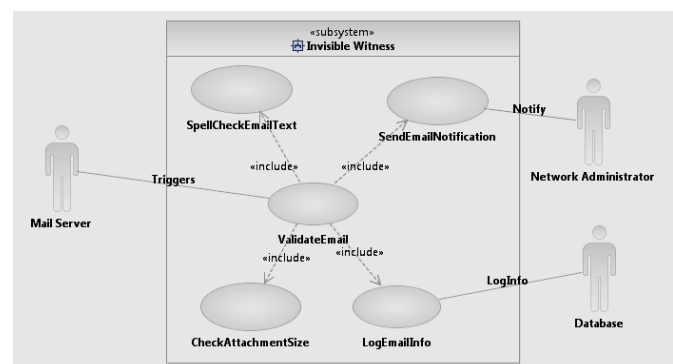 «subsystem»
Invisible Witness
SpellCheckEmailText
SendEmailNotification
Notify
Network Administrator
«include»
«include»
Triggers
Mail Server
ValidateEmail
«include»
«include»
LogInfo
Database
CheckAttachmentSize
LogEmailInfo